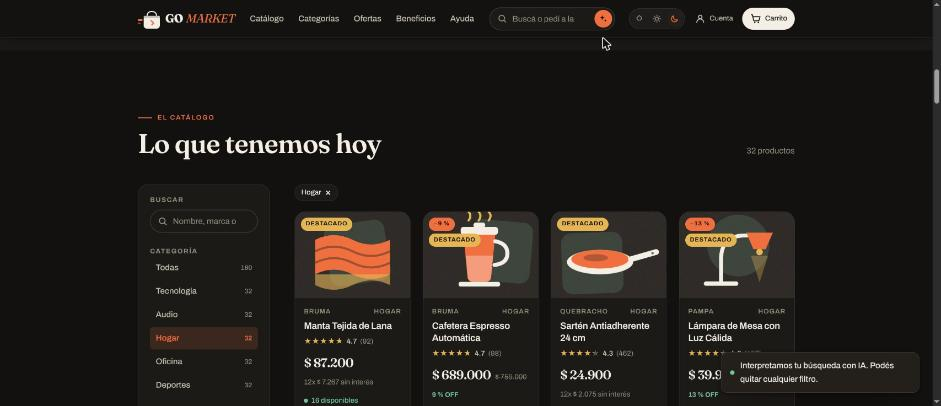 GO MARKET
Catálogo
Categorías
Ofertas
Beneficios
Ayuda
Buscá o pedí a la
Cuenta
Carrito
EL CATÁLOGO
Lo que tenemos hoy
32 productos
BUSCAR
Nombre, marca o
CATEGORÍA
Todas 160
Tecnología 32
Audio 32
Hogar 32
Oficina 32
Deportes 32
Hogar ×
DESTACADO
BRUMA HOGAR
Manta Tejida de Lana
★★★★★ 4.7 (92)
$ 87.200
12x $ 7.267 sin interés
16 disponibles
-9 %
DESTACADO
BRUMA HOGAR
Cafetera Espresso
Automática
★★★★★ 4.7 (88)
$ 689.000 $ 759.000
9 % OFF
DESTACADO
QUEBRACHO HOGAR
Sartén Antiadherente
24 cm
★★★★★ 4.3 (462)
$ 24.900
12x $ 2.075 sin interés
-13 %
DESTACADO
PAMPA HOGAR
Lámpara de Mesa con
Luz Cálida
$ 39.9
13 % OFF
Interpretamos tu búsqueda con IA. Podés
quitar cualquier filtro.